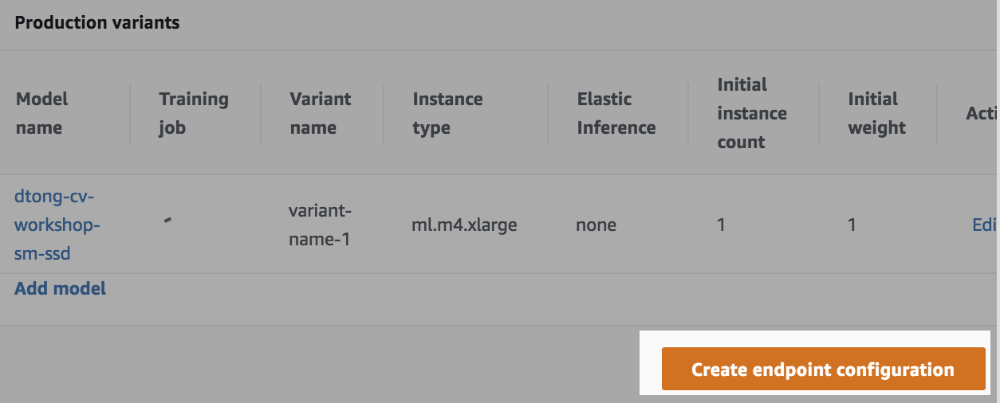 Production variants
Model name
Training job
Variant name
Instance type
Elastic Inference
Initial instance count
Initial weight
Acti
dtong-cv-workshop-sm-ssd
-
variant-name-1
ml.m4.xlarge
none
1
1
Edi
Add model
Create endpoint configuration